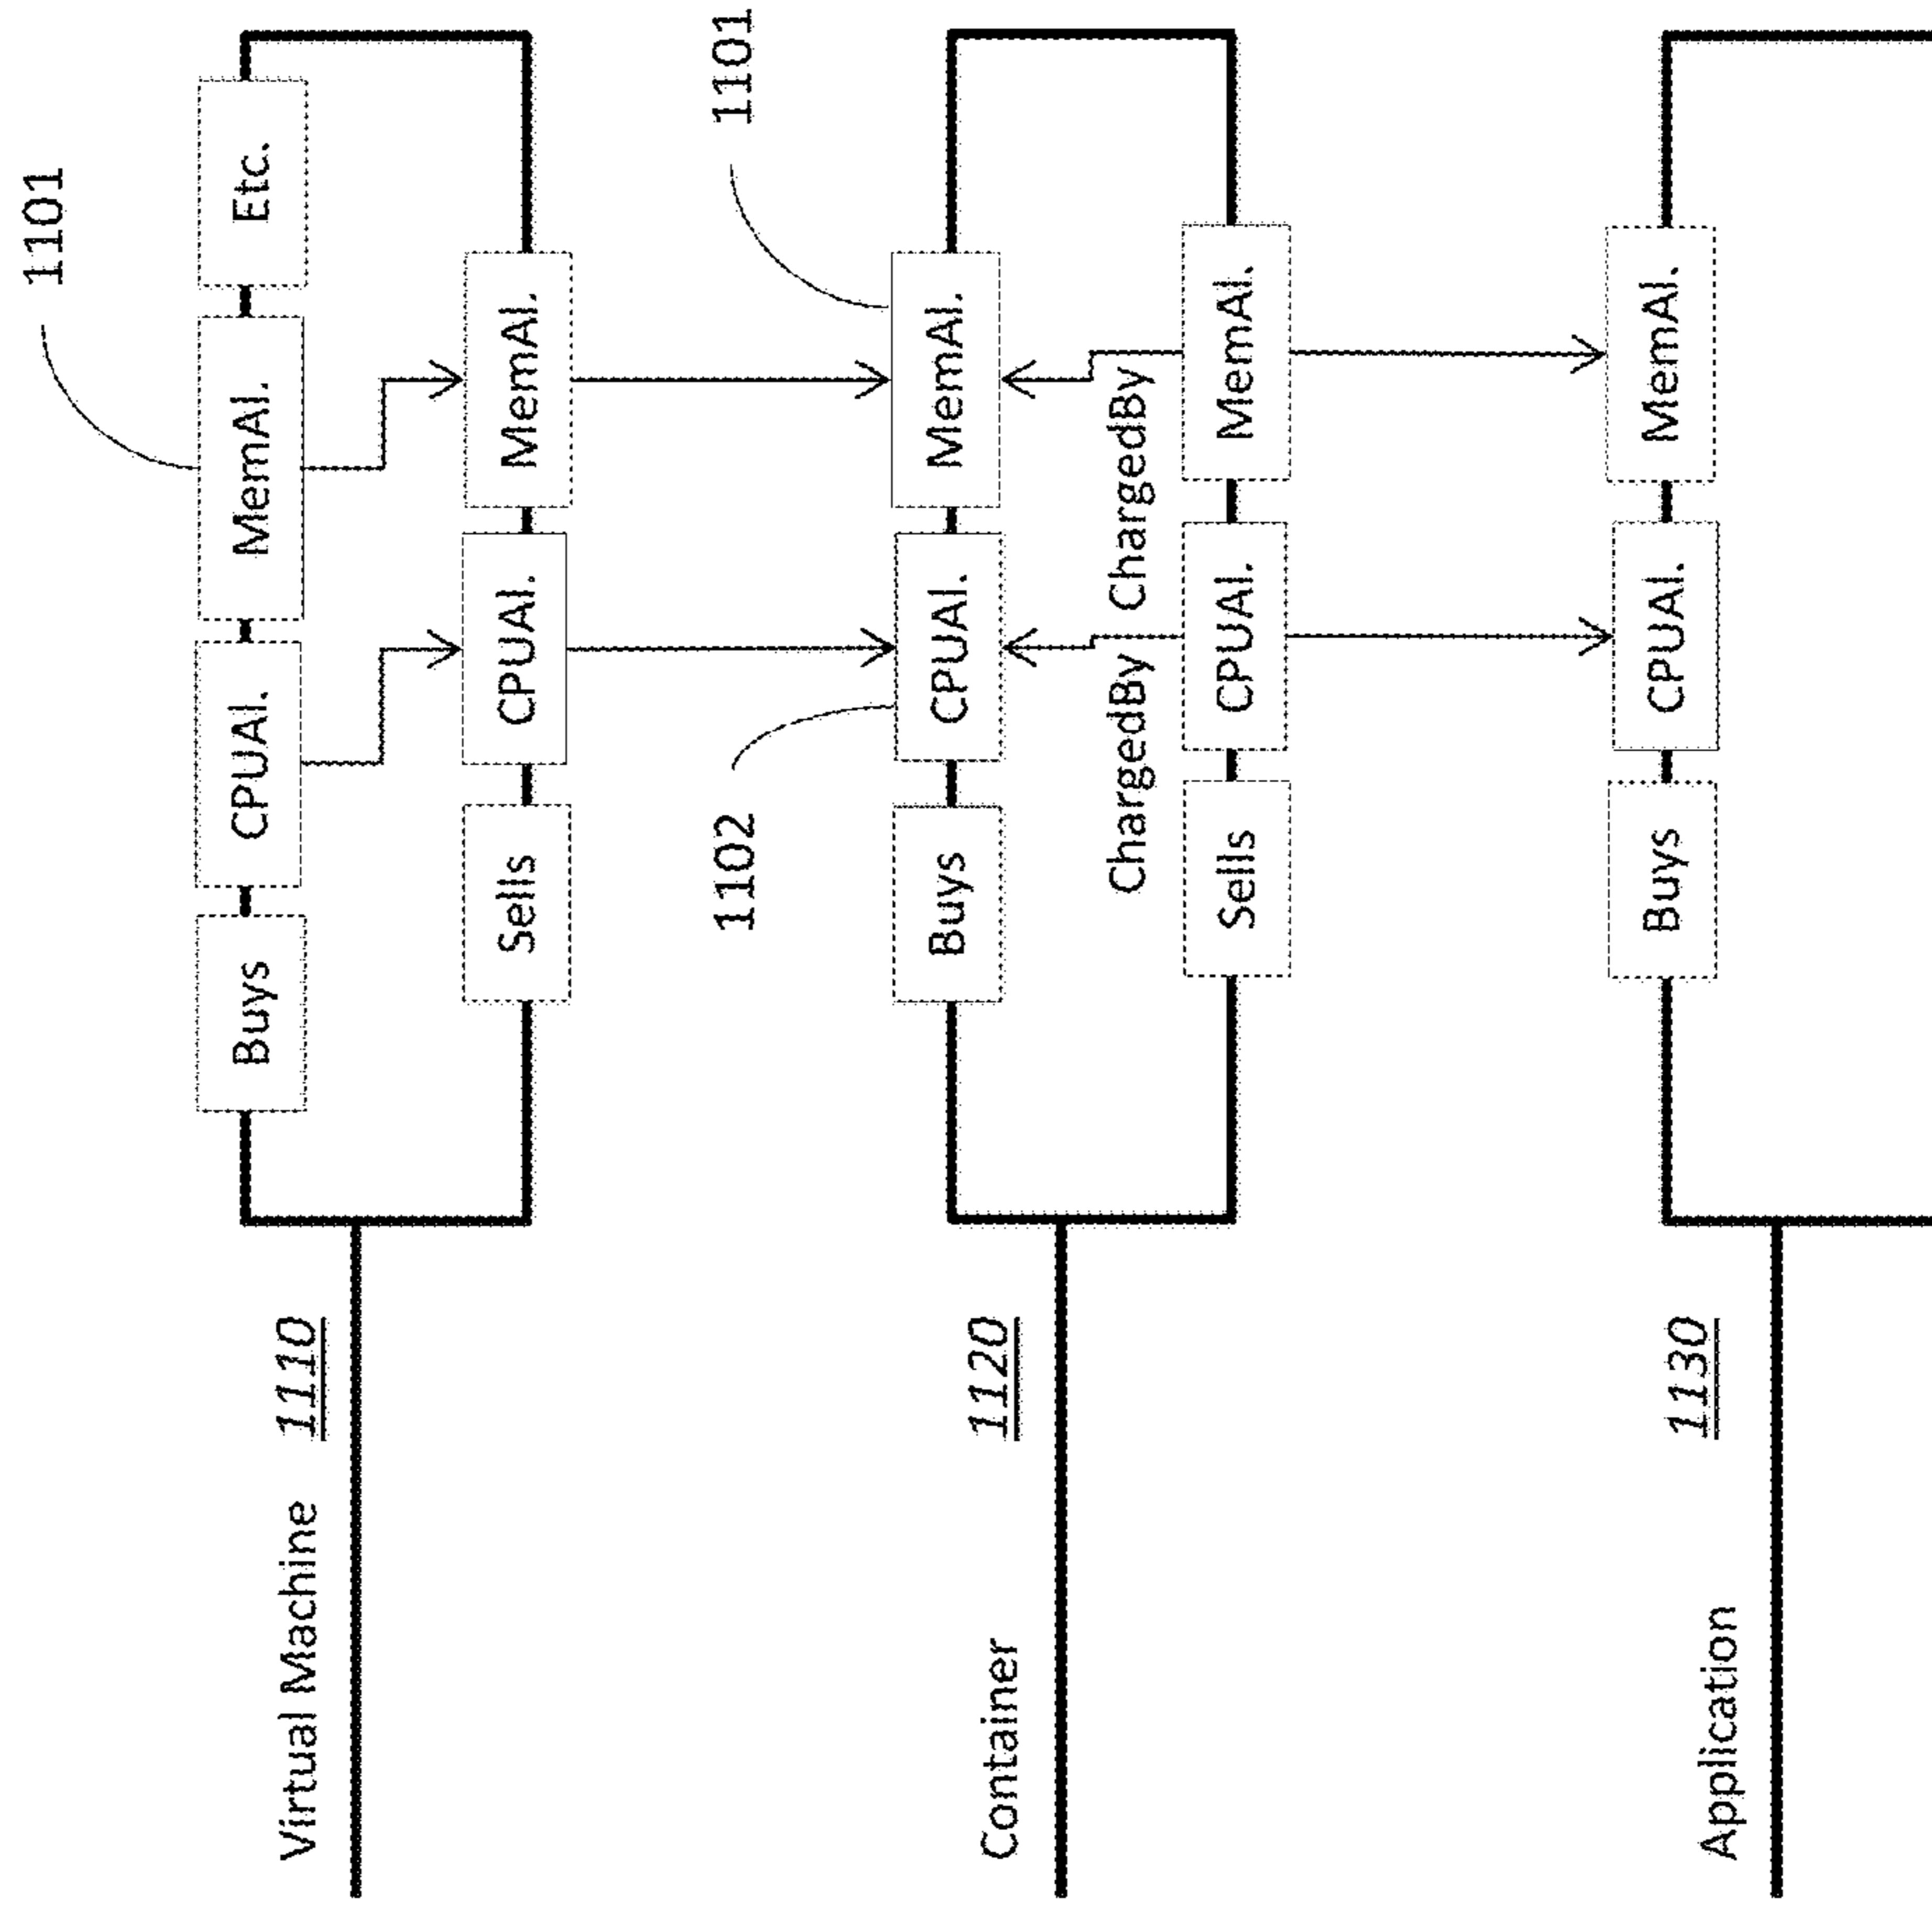 1101
Virtual Machine 1110
Buys CPUAl. MemAl. Etc.
Sells CPUAl. MemAl.
1102 1101
Container 1120
Buys CPUAl. MemAl.
ChargedBy ChargedBy
Sells CPUAl. MemAl.
Application 1130
Buys CPUAl. MemAl.